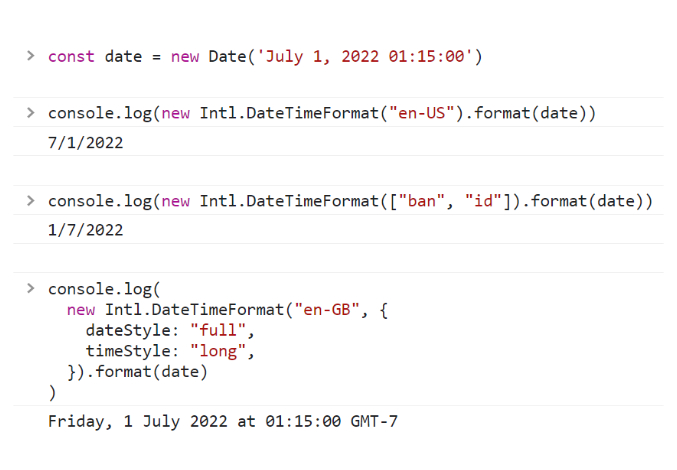 > const date = new Date('July 1, 2022 01:15:00')
> console.log(new Intl.DateTimeFormat("en-US").format(date))
7/1/2022
> console.log(new Intl.DateTimeFormat(["ban", "id"]).format(date))
1/7/2022
> console.log(
new Intl.DateTimeFormat("en-GB", {
dateStyle: "full",
timeStyle: "long",
}).format(date)
)
Friday, 1 July 2022 at 01:15:00 GMT-7